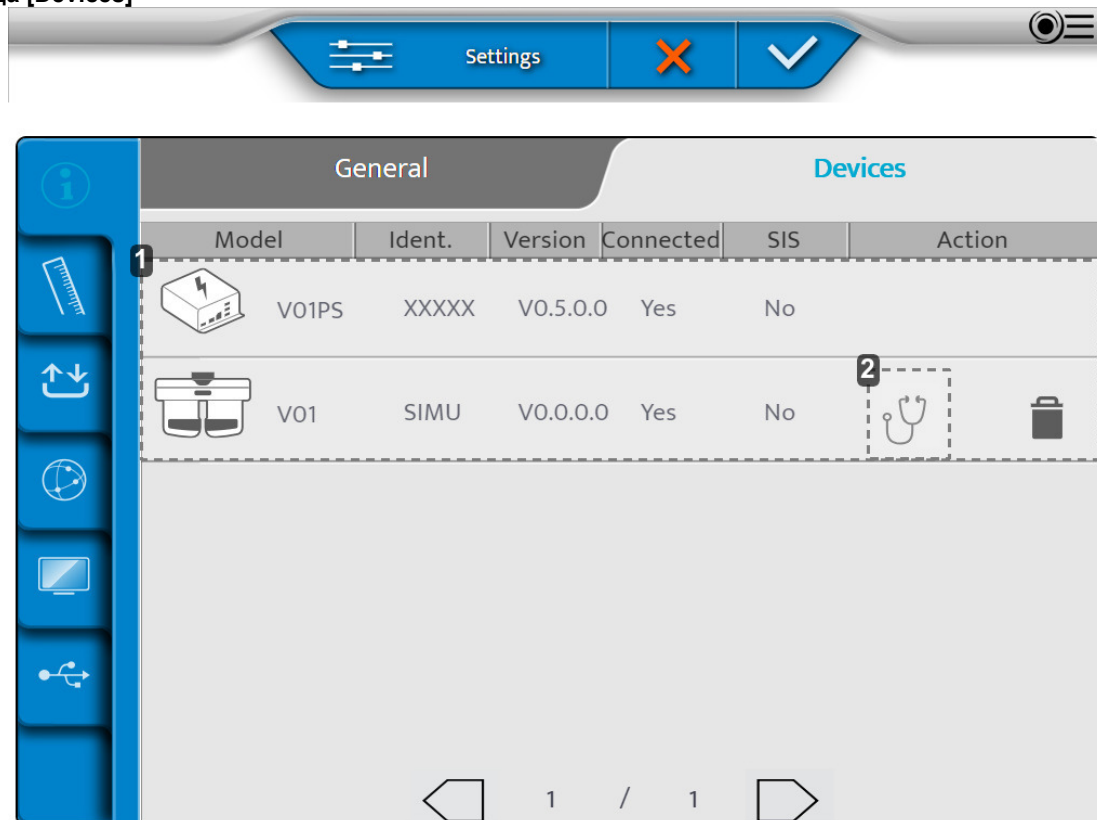 [Devices]
Settings
General Devices
Model Ident. Version Connected SIS Action
1
V01PS XXXXX V0.5.0.0 Yes No
2
V01 SIMU V0.0.0.0 Yes No
1 / 1